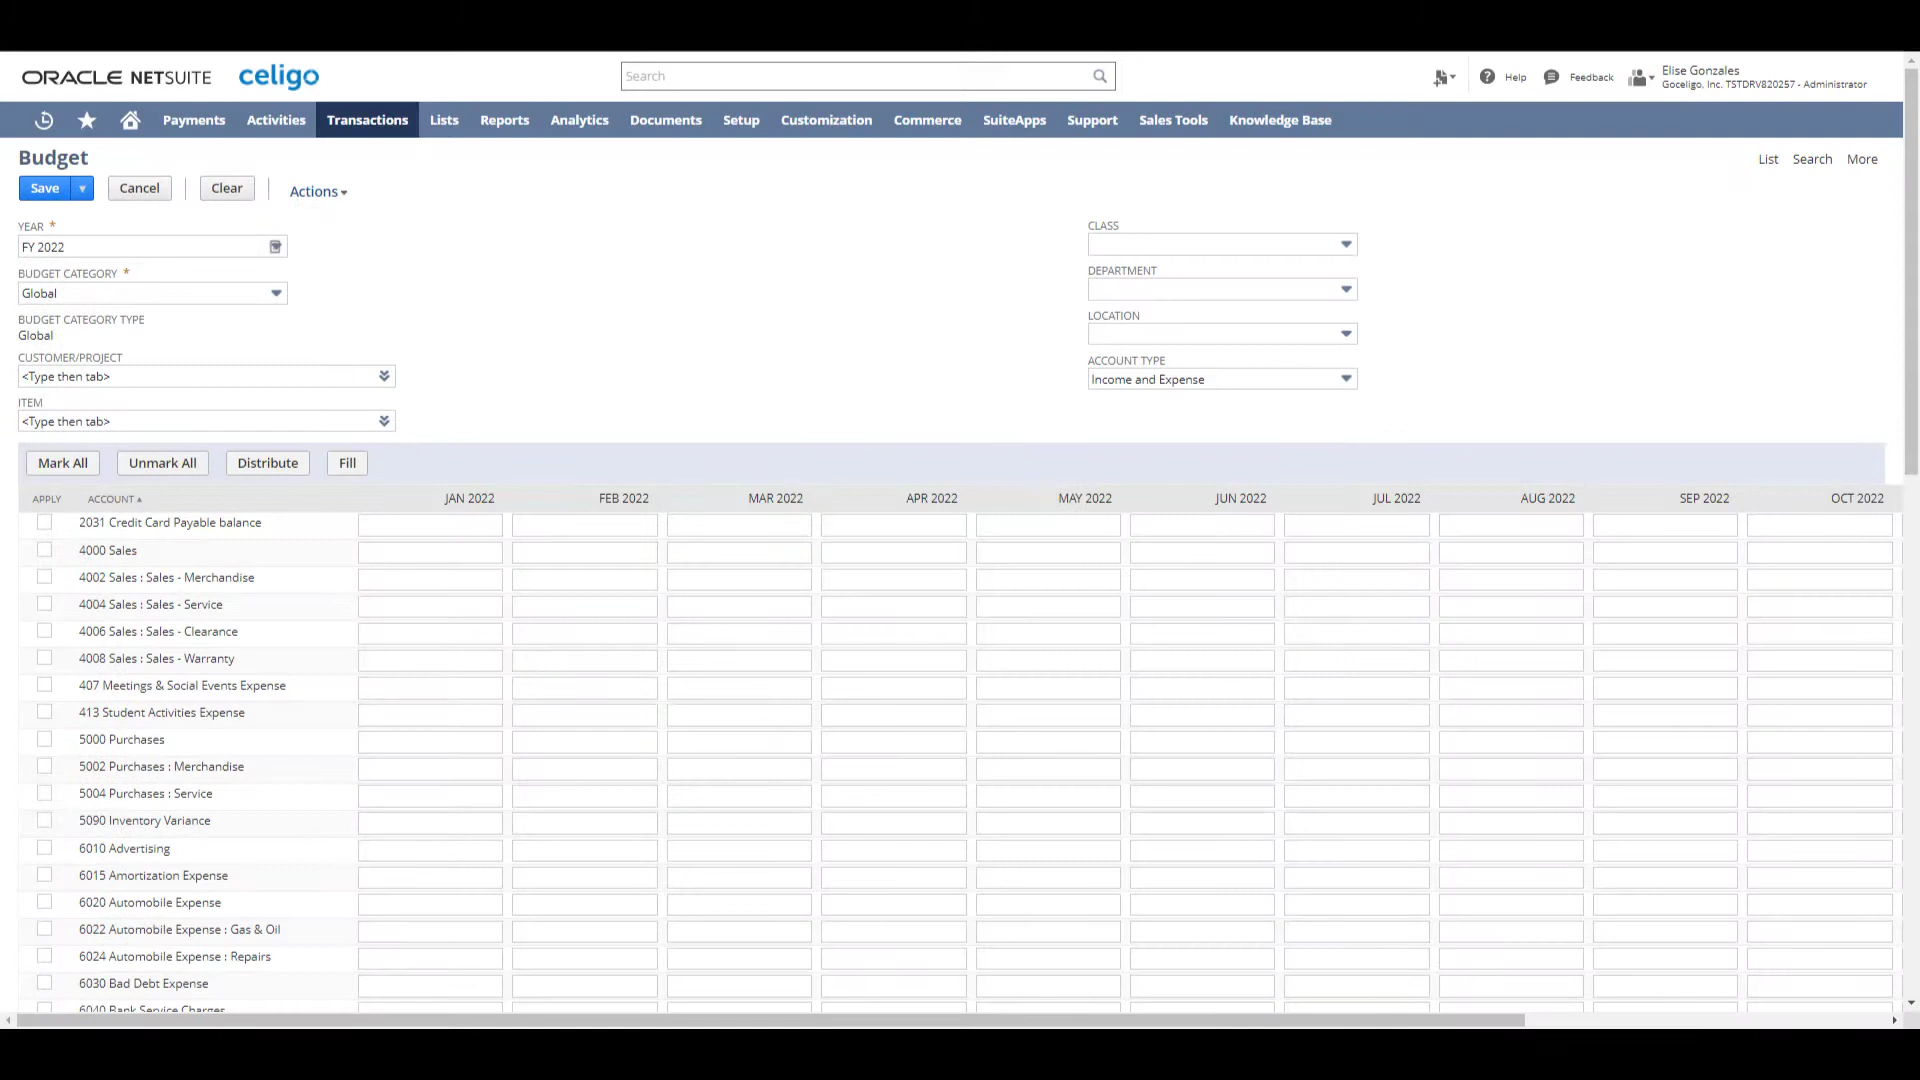 ORACLE NETSUITE celigo Search Help Feedback Elise Gonzales
Goceligo, Inc. TSTDRV820257 - Administrator
Payments Activities Transactions Lists Reports Analytics Documents Setup Customization Commerce SuiteApps Support Sales Tools Knowledge Base
Budget
List Search More
Save Cancel Clear Actions
YEAR *
FY 2022
BUDGET CATEGORY *
Global
BUDGET CATEGORY TYPE
Global
CUSTOMER/PROJECT
<Type then tab>
ITEM
<Type then tab>
CLASS
DEPARTMENT
LOCATION
ACCOUNT TYPE
Income and Expense
Mark All Unmark All Distribute Fill
APPLY ACCOUNT JAN 2022 FEB 2022 MAR 2022 APR 2022 MAY 2022 JUN 2022 JUL 2022 AUG 2022 SEP 2022 OCT 2022
2031 Credit Card Payable balance
4000 Sales
4002 Sales : Sales - Merchandise
4004 Sales : Sales - Service
4006 Sales : Sales - Clearance
4008 Sales : Sales - Warranty
407 Meetings & Social Events Expense
413 Student Activities Expense
5000 Purchases
5002 Purchases : Merchandise
5004 Purchases : Service
5090 Inventory Variance
6010 Advertising
6015 Amortization Expense
6020 Automobile Expense
6022 Automobile Expense : Gas & Oil
6024 Automobile Expense : Repairs
6030 Bad Debt Expense
6040 Bank Service Charges